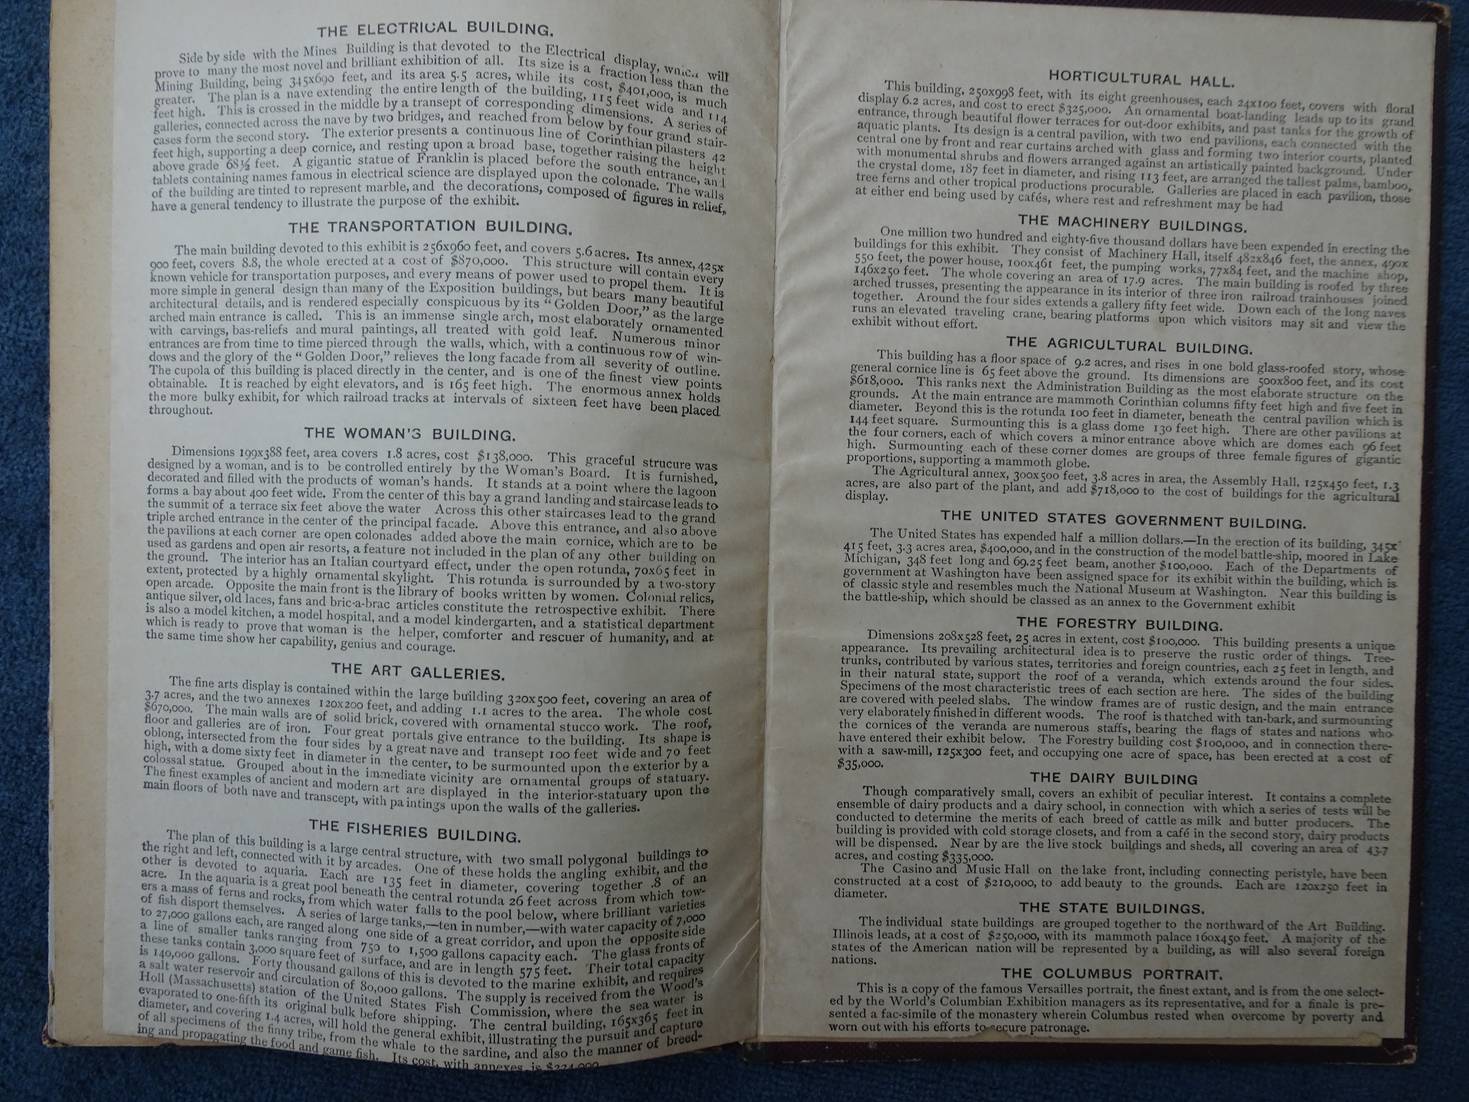 THE ELECTRICAL BUILDING.
Side by side with the Mines Building is that devoted to the Electrical display, which will
prove to many the most novel and brilliant exhibition of all. Its size is a fraction less than the
Mining Building, being 345x690 feet, and its area 5.5 acres, while its cost, $401,000, is much
greater. The plan is a nave extending the entire length of the building, 115 feet wide and 114
feet high. This is crossed in the middle by a transept of corresponding dimensions. A series of
galleries, connected across the nave by two bridges, and reached from below by four grand stair-
cases form the second story. The exterior presents a continuous line of Corinthian pilasters 42
feet high, supporting a deep cornice, and resting upon a broad base, together raising the height
above grade 68½ feet. A gigantic statue of Franklin is placed before the south entrance, and
tablets containing names famous in electrical science are displayed upon the colonade. The walls
of the building are tinted to represent marble, and the decorations, composed of figures in relief,
have a general tendency to illustrate the purpose of the exhibit.
THE TRANSPORTATION BUILDING.
The main building devoted to this exhibit is 256x960 feet, and covers 5.6 acres. Its annex, 425x
900 feet, covers 8.8, the whole erected at a cost of $870,000. This structure will contain every
known vehicle for transportation purposes, and every means of power used to propel them. It is
more simple in general design than many of the Exposition buildings, but bears many beautiful
architectural details, and is rendered especially conspicuous by its "Golden Door," as the large
arched main entrance is called. This is an immense single arch, most elaborately ornamented
with carvings, bas-reliefs and mural paintings, all treated with gold leaf. Numerous minor
entrances are from time to time pierced through the walls, which, with a continuous row of win-
dows and the glory of the "Golden Door," relieves the long facade from all severity of outline.
The cupola of this building is placed directly in the center, and is one of the finest view points
obtainable. It is reached by eight elevators, and is 165 feet high. The enormous annex holds
the more bulky exhibit, for which railroad tracks at intervals of sixteen feet have been placed
throughout.
THE WOMAN'S BUILDING.
Dimensions 199x388 feet, area covers 1.8 acres, cost $138,000. This graceful strucure was
designed by a woman, and is to be controlled entirely by the Woman's Board. It is furnished,
decorated and filled with the products of woman's hands. It stands at a point where the lagoon
forms a bay about 400 feet wide. From the center of this bay a grand landing and staircase leads to
the summit of a terrace six feet above the water Across this other staircases lead to the grand
triple arched entrance in the center of the principal facade. Above this entrance, and also above
the pavilions at each corner are open colonades added above the main cornice, which are to be
used as gardens and open air resorts, a feature not included in the plan of any other building on
the ground. The interior has an Italian courtyard effect, under the open rotunda, 70x65 feet in
extent, protected by a highly ornamental skylight. This rotunda is surrounded by a two-story
open arcade. Opposite the main front is the library of books written by women. Colonial relics,
antique silver, old laces, fans and bric-a-brac articles constitute the retrospective exhibit. There
is also a model kitchen, a model hospital, and a model kindergarten, and a statistical department
which is ready to prove that woman is the helper, comforter and rescuer of humanity, and at
the same time show her capability, genius and courage.
THE ART GALLERIES.
The fine arts display is contained within the large building 320x500 feet, covering an area of
3.7 acres, and the two annexes 120x200 feet, and adding 1.1 acres to the area. The whole cost
$670,000. The main walls are of solid brick, covered with ornamental stucco work. The roof,
floor and galleries are of iron. Four great portals give entrance to the building. Its shape is
oblong, intersected from the four sides by a great nave and transept 100 feet wide and 70 feet
high, with a dome sixty feet in diameter in the center, to be surmounted upon the exterior by a
colossal statue. Grouped about in the immediate vicinity are ornamental groups of statuary.
The finest examples of ancient and modern art are displayed in the interior-statuary upon the
main floors of both nave and transcept, with paintings upon the walls of the galleries.
THE FISHERIES BUILDING.
The plan of this building is a large central structure, with two small polygonal buildings to
the right and left, connected with it by arcades. One of these holds the angling exhibit, and the
other is devoted to aquaria. Each are 135 feet in diameter, covering together .8 of an
acre. In the aquaria is a great pool beneath the central rotunda 26 feet across from which tow-
ers a mass of ferns and rocks, from which water falls to the pool below, where brilliant varieties
of fish disport themselves. A series of large tanks,—ten in number,—with water capacity of 7,000
to 27,000 gallons each, are ranged along one side of a great corridor, and upon the opposite side
a line of smaller tanks ranging from 750 to 1,500 gallons capacity each. The glass fronts of
these tanks contain 3,000 square feet of surface, and are in length 575 feet. Their total capacity
is 140,000 gallons. Forty thousand gallons of this is devoted to the marine exhibit, and requires
a salt water reservoir and circulation of 80,000 gallons. The supply is received from the Wood's
Holl (Massachusetts) station of the United States Fish Commission, where the sea water is
evaporated to one-fifth its original bulk before shipping. The central building, 165x365 feet in
diameter, and covering 1.4 acres, will hold the general exhibit, illustrating the pursuit and capture
of all specimens of the finny tribe, from the whale to the sardine, and also the manner of breed-
ing and propagating the food and game fish. Its cost, with annexes, is
HORTICULTURAL HALL.
This building, 250x998 feet, with its eight greenhouses, each 24x100 feet, covers with floral
display 6.2 acres, and cost to erect $325,000. An ornamental boat-landing leads up to its grand
entrance, through beautiful flower terraces for out-door exhibits, and past tanks for the growth of
aquatic plants. Its design is a central pavilion, with two end pavilions, each connected with the
central one by front and rear curtains arched with glass and forming two interior courts, planted
with monumental shrubs and flowers arranged against an artistically painted background. Under
the crystal dome, 187 feet in diameter, and rising 113 feet, are arranged the tallest palms, bamboo,
tree ferns and other tropical productions procurable. Galleries are placed in each pavilion, those
at either end being used by cafés, where rest and refreshment may be had
THE MACHINERY BUILDINGS.
One million two hundred and eighty-five thousand dollars have been expended in erecting the
buildings for this exhibit. They consist of Machinery Hall, itself 482x846 feet, the annex, 490x
550 feet, the power house, 100x461 feet, the pumping works, 77x84 feet, and the machine shop,
146x250 feet. The whole covering an area of 17.9 acres. The main building is roofed by three
arched trusses, presenting the appearance in its interior of three iron railroad trainhouses joined
together. Around the four sides extends a gallery fifty feet wide. Down each of the long naves
runs an elevated traveling crane, bearing platforms upon which visitors may sit and view the
exhibit without effort.
THE AGRICULTURAL BUILDING.
This building has a floor space of 9.2 acres, and rises in one bold glass-roofed story, whose
general cornice line is 65 feet above the ground. Its dimensions are 500x800 feet, and its cost
$618,000. This ranks next the Administration Building as the most elaborate structure on the
grounds. At the main entrance are mammoth Corinthian columns fifty feet high and five feet in
diameter. Beyond this is the rotunda 100 feet in diameter, beneath the central pavilion which is
144 feet square. Surmounting this is a glass dome 130 feet high. There are other pavilions at
the four corners, each of which covers a minor entrance above which are domes each 96 feet
high. Surmounting each of these corner domes are groups of three female figures of gigantic
proportions, supporting a mammoth globe.
The Agricultural annex, 300x500 feet, 3.8 acres in area, the Assembly Hall, 125x450 feet, 1.3
acres, are also part of the plant, and add $718,000 to the cost of buildings for the agricultural
display.
THE UNITED STATES GOVERNMENT BUILDING.
The United States has expended half a million dollars.—In the erection of its building, 345x
415 feet, 3.3 acres area, $400,000, and in the construction of the model battle-ship, moored in Lake
Michigan, 348 feet long and 69.25 feet beam, another $100,000. Each of the Departments of
government at Washington have been assigned space for its exhibit within the building, which is
of classic style and resembles much the National Museum at Washington. Near this building is
the battle-ship, which should be classed as an annex to the Government exhibit
THE FORESTRY BUILDING.
Dimensions 208x528 feet, 25 acres in extent, cost $100,000. This building presents a unique
appearance. Its prevailing architectural idea is to preserve the rustic order of things. Tree-
trunks, contributed by various states, territories and foreign countries, each 25 feet in length, and
in their natural state, support the roof of a veranda, which extends around the four sides.
Specimens of the most characteristic trees of each section are here. The sides of the building
are covered with peeled slabs. The window frames are of rustic design, and the main entrance
very elaborately finished in different woods. The roof is thatched with tan-bark, and surmounting
the cornices of the veranda are numerous staffs, bearing the flags of states and nations who
have entered their exhibit below. The Forestry building cost $100,000, and in connection there-
with a saw-mill, 125x300 feet, and occupying one acre of space, has been erected at a cost of
$35,000.
THE DAIRY BUILDING
Though comparatively small, covers an exhibit of peculiar interest. It contains a complete
ensemble of dairy products and a dairy school, in connection with which a series of tests will be
conducted to determine the merits of each breed of cattle as milk and butter producers. The
building is provided with cold storage closets, and from a café in the second story, dairy products
will be dispensed. Near by are the live stock buildings and sheds, all covering an area of 43.7
acres, and costing $335,000.
The Casino and Music Hall on the lake front, including connecting peristyle, have been
constructed at a cost of $210,000, to add beauty to the grounds. Each are 120x250 feet in
diameter.
THE STATE BUILDINGS.
The individual state buildings are grouped together to the northward of the Art Building.
Illinois leads, at a cost of $250,000, with its mammoth palace 160x450 feet. A majority of the
states of the American nation will be represented by a building, as will also several foreign
nations.
THE COLUMBUS PORTRAIT.
This is a copy of the famous Versailles portrait, the finest extant, and is from the one select-
ed by the World's Columbian Exhibition managers as its representative, and for a finale is pre-
sented a fac-simile of the monastery wherein Columbus rested when overcome by poverty and
worn out with his efforts to secure patronage.